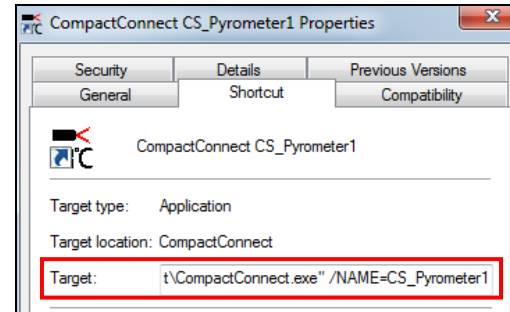 CompactConnect CS_Pyrometer1 Properties
Security Details Previous Versions
General Shortcut Compatibility
°C CompactConnect CS_Pyrometer1
Target type: Application
Target location: CompactConnect
Target: t\CompactConnect.exe" /NAME=CS_Pyrometer1